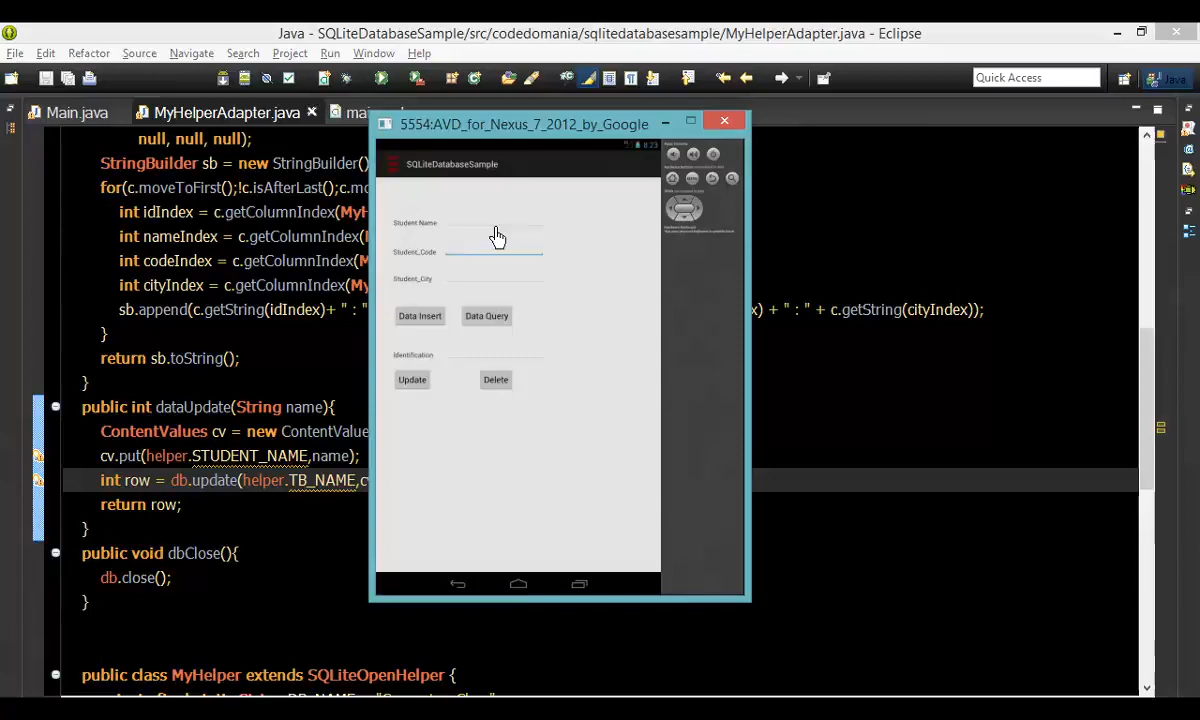 Java - SQLiteDatabaseSample/src/codedomania/sqlitedatabasesample/MyHelperAdapter.java - Eclipse
File Edit Refactor Source Navigate Search Project Run Window Help
Quick Access
Java
Main.java
MyHelperAdapter.java
5554:AVD_for_Nexus_7_2012_by_Google
null, null, null);
8:23
StringBuilder sb = new StringBuilder()
SQLiteDatabaseSample
for(c.moveToFirst();!c.isAfterLast();c.m
int idIndex = c.getColumnIndex(MyH
Student Name
int nameIndex = c.getColumnIndex(M
Student_Code
int codeIndex = c.getColumnIndex(M
int cityIndex = c.getColumnIndex(My
Student_City
sb.append(c.getString(idIndex)+ " : "
x) + " : " + c.getString(cityIndex));
Data Insert
Data Query
}
return sb.toString();
Identification
}
Update
Delete
public int dataUpdate(String name){
ContentValues cv = new ContentValue
cv.put(helper.STUDENT_NAME,name);
int row = db.update(helper.TB_NAME,c
return row;
}
public void dbClose(){
db.close();
}
public class MyHelper extends SQLiteOpenHelper {